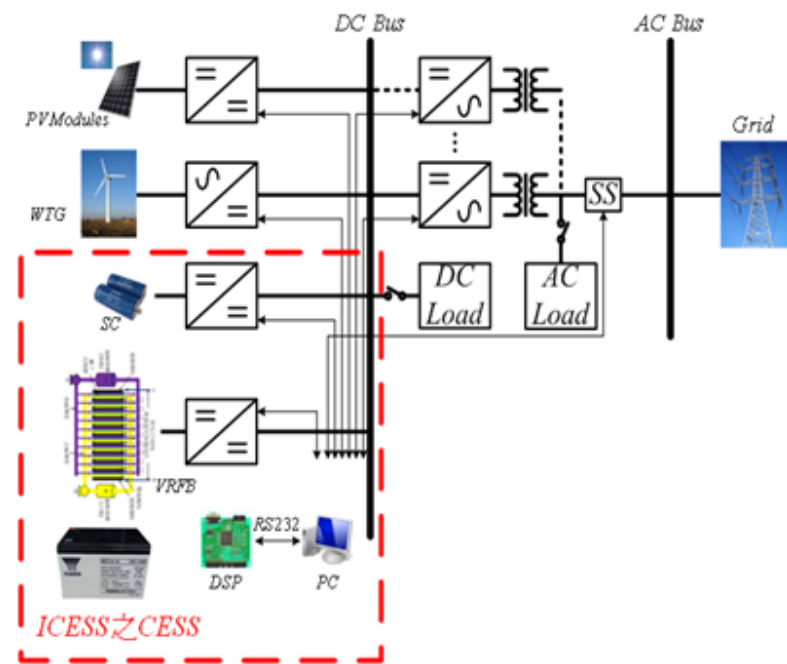 DC Bus
AC Bus
PVModules
Grid
WTG
SS
SC
DC
Load
AC
Load
VRFB
RS232
DSP
PC
ICESS之CESS